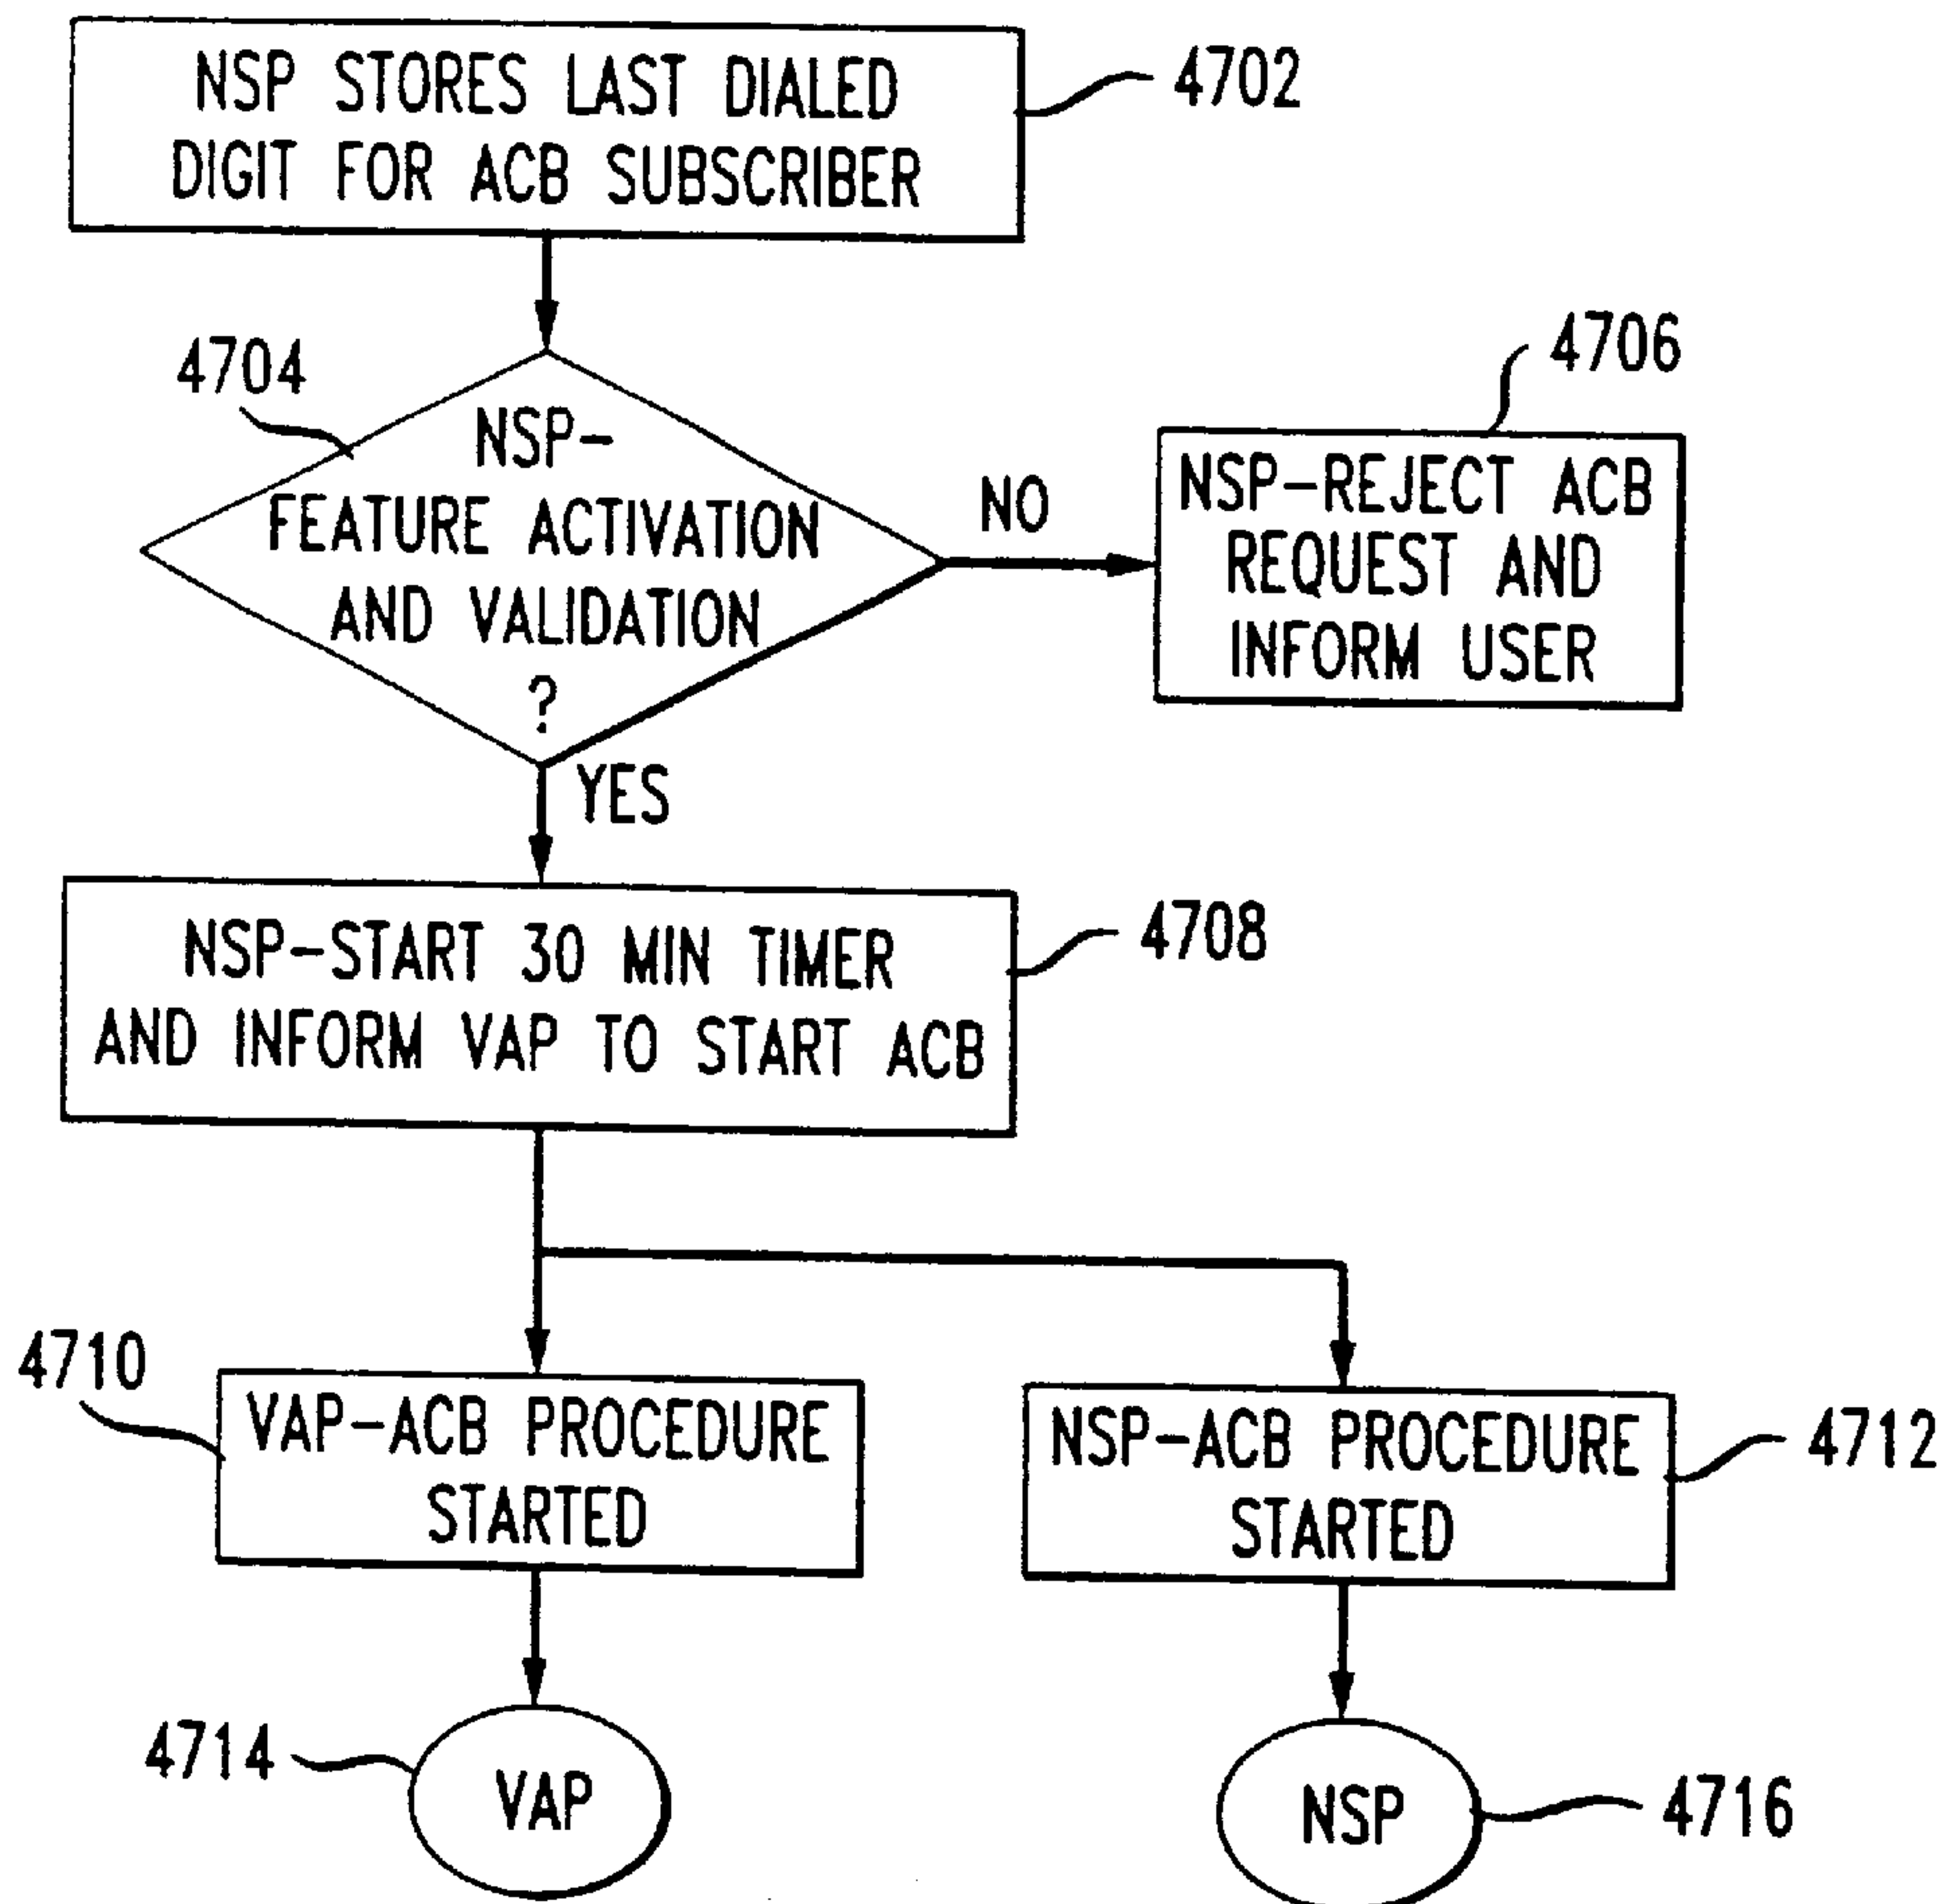 NSP STORES LAST DIALED
DIGIT FOR ACB SUBSCRIBER
4702
4704
NSP-
FEATURE ACTIVATION
AND VALIDATION
?
NO
4706
NSP-REJECT ACB
REQUEST AND
INFORM USER
YES
NSP-START 30 MIN TIMER
AND INFORM VAP TO START ACB
4708
4710
VAP-ACB PROCEDURE
STARTED
NSP-ACB PROCEDURE
STARTED
4712
4714
VAP
NSP
4716